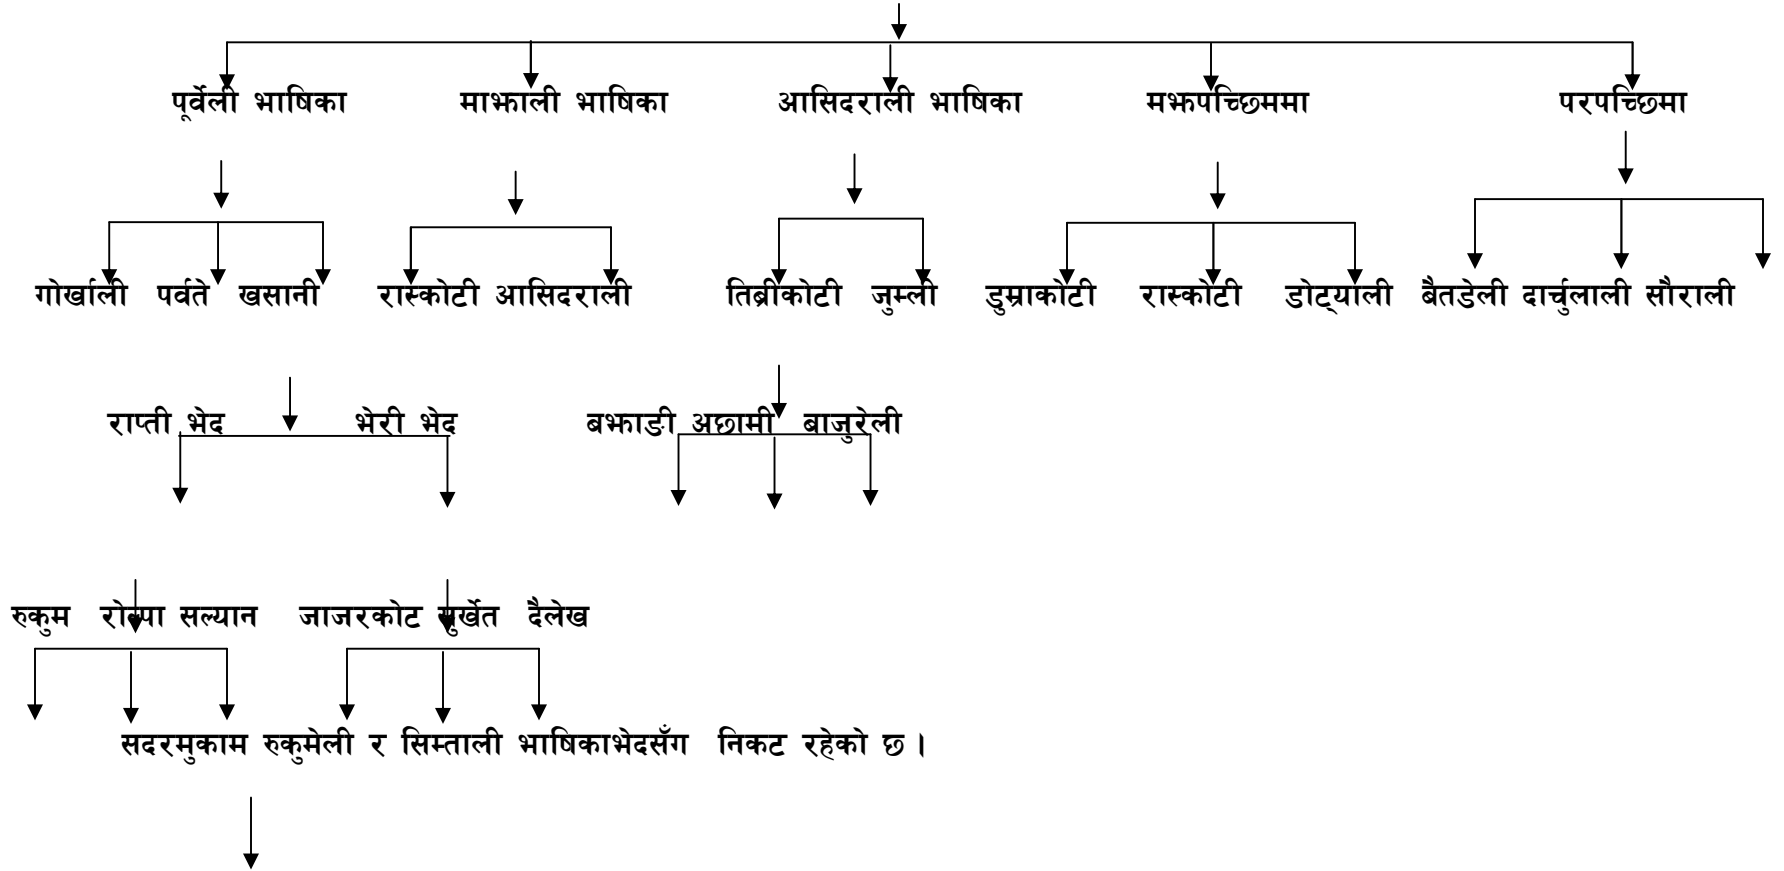 पूर्वेली भाषिका माझाली भाषिका आसिदराली भाषिका मझपच्छिममा परपच्छिमा
गोर्खाली पर्वते खसानी रास्कोटी आसिदराली तिब्रीकोटी जुम्ली डुम्राकोटी रास्कोटी डोट्याली बैतडेली दार्चुलाली सौराली
राप्ती भेद भेरी भेद बझाङी अछामी बाजुरेली
रुकुम रोल्पा सल्यान जाजरकोट सुर्खेत दैलेख
सदरमुकाम रुकुमेली र सिम्ताली भाषिकाभेदसँग निकट रहेको छ ।